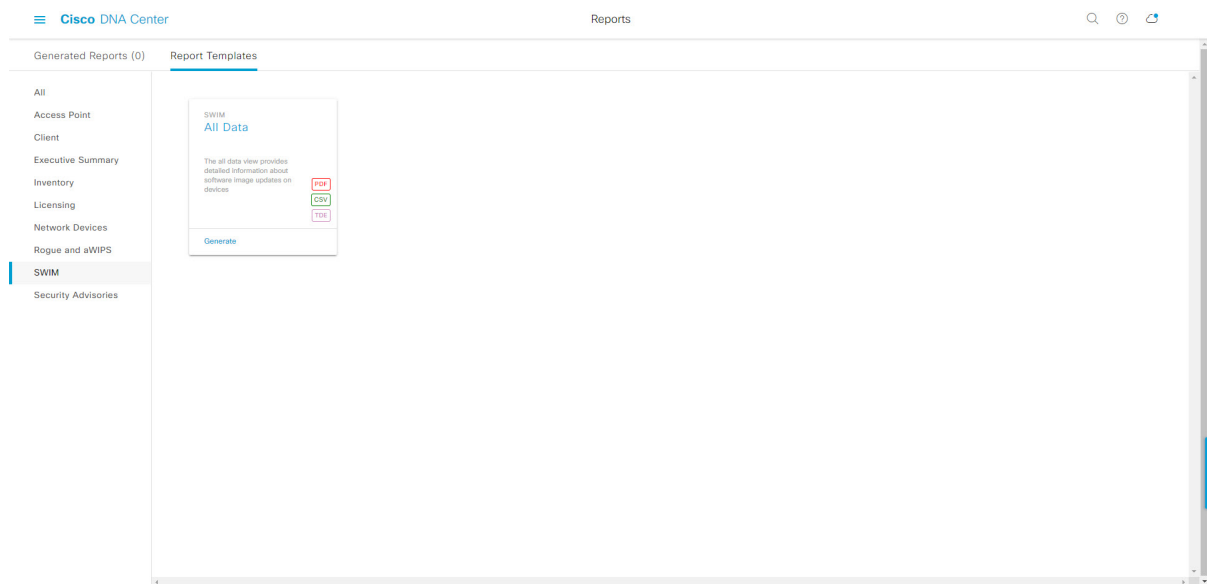 Cisco DNA Center
Reports
Generated Reports (0)
Report Templates
All
Access Point
Client
Executive Summary
Inventory
Licensing
Network Devices
Rogue and aWIPS
SWIM
Security Advisories
SWIM
All Data
The all data view provides
detailed information about
software image updates on
devices
PDF
CSV
TDE
Generate